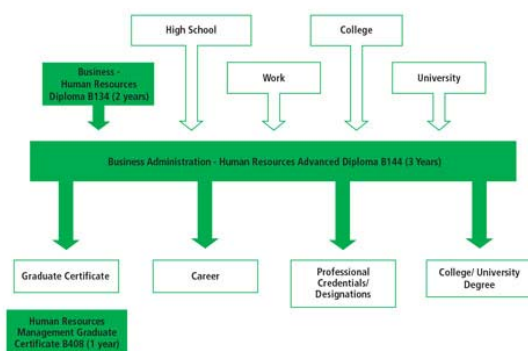 High School
College
Business -
Human Resources
Diploma B134 (2 years)
Work
University
Business Administration - Human Resources Advanced Diploma B144 (3 Years)
Graduate Certificate
Career
Professional
Credentials/
Designations
College/ University
Degree
Human Resources
Management Graduate
Certificate B408 (1 year)